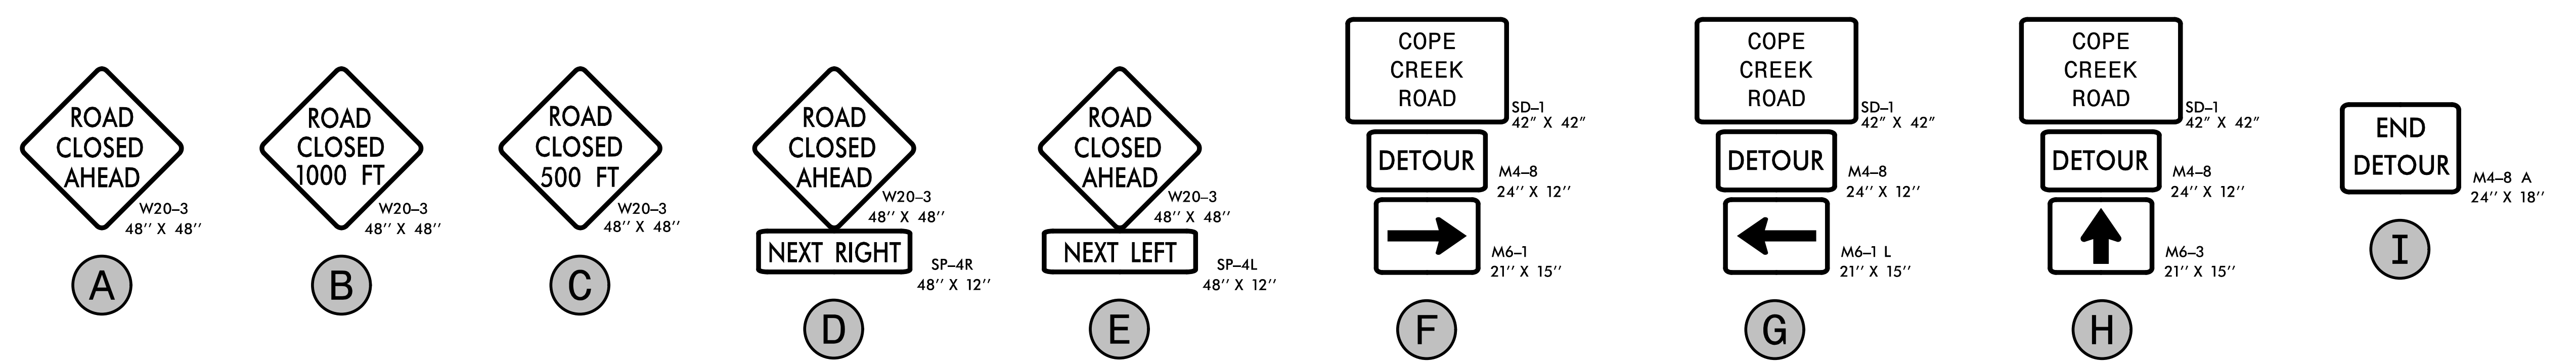 ROAD
CLOSED
AHEAD
W20-3
48'' X 48''
A
ROAD
CLOSED
1000 FT
W20-3
48'' X 48''
B
ROAD
CLOSED
500 FT
W20-3
48'' X 48''
C
ROAD
CLOSED
AHEAD
W20-3
48'' X 48''
NEXT RIGHT
SP-4R
48'' X 12''
D
ROAD
CLOSED
AHEAD
W20-3
48'' X 48''
NEXT LEFT
SP-4L
48'' X 12''
E
COPE
CREEK
ROAD
SD-1
42" X 42"
DETOUR
M4-8
24'' X 12''
M6-1
21'' X 15''
F
COPE
CREEK
ROAD
SD-1
42" X 42"
DETOUR
M4-8
24'' X 12''
M6-1 L
21'' X 15''
G
COPE
CREEK
ROAD
SD-1
42" X 42"
DETOUR
M4-8
24'' X 12''
M6-3
21'' X 15''
H
END
DETOUR
M4-8 A
24'' X 18''
I